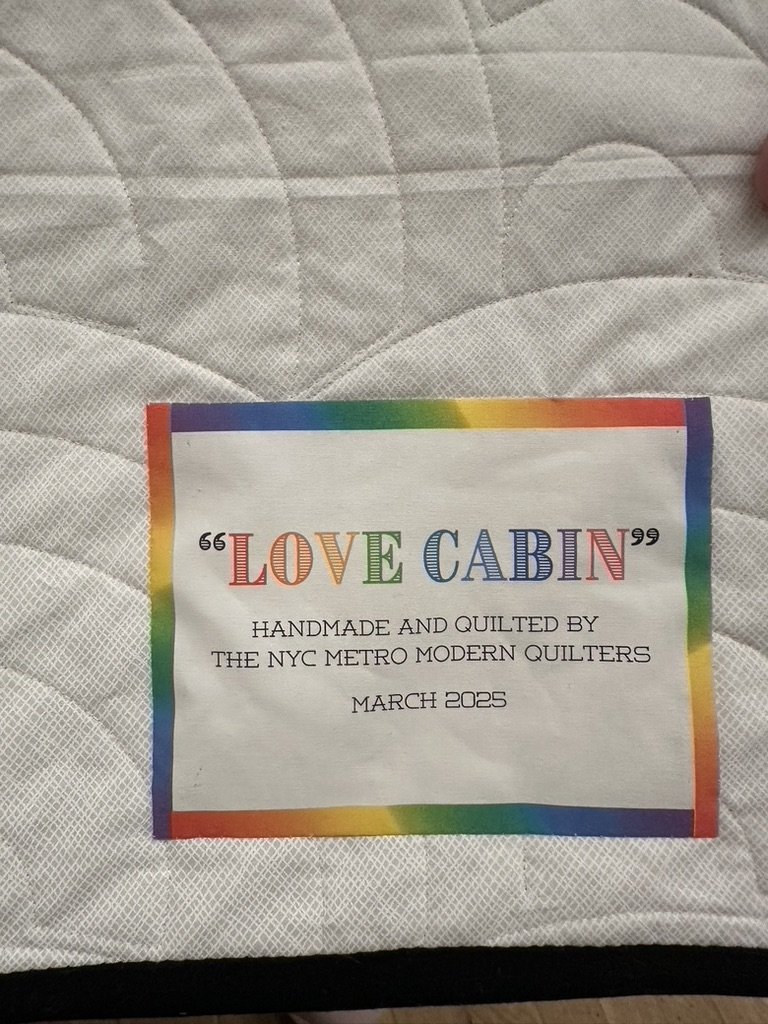 “LOVE CABIN”
HANDMADE AND QUILTED BY
THE NYC METRO MODERN QUILTERS
MARCH 2025